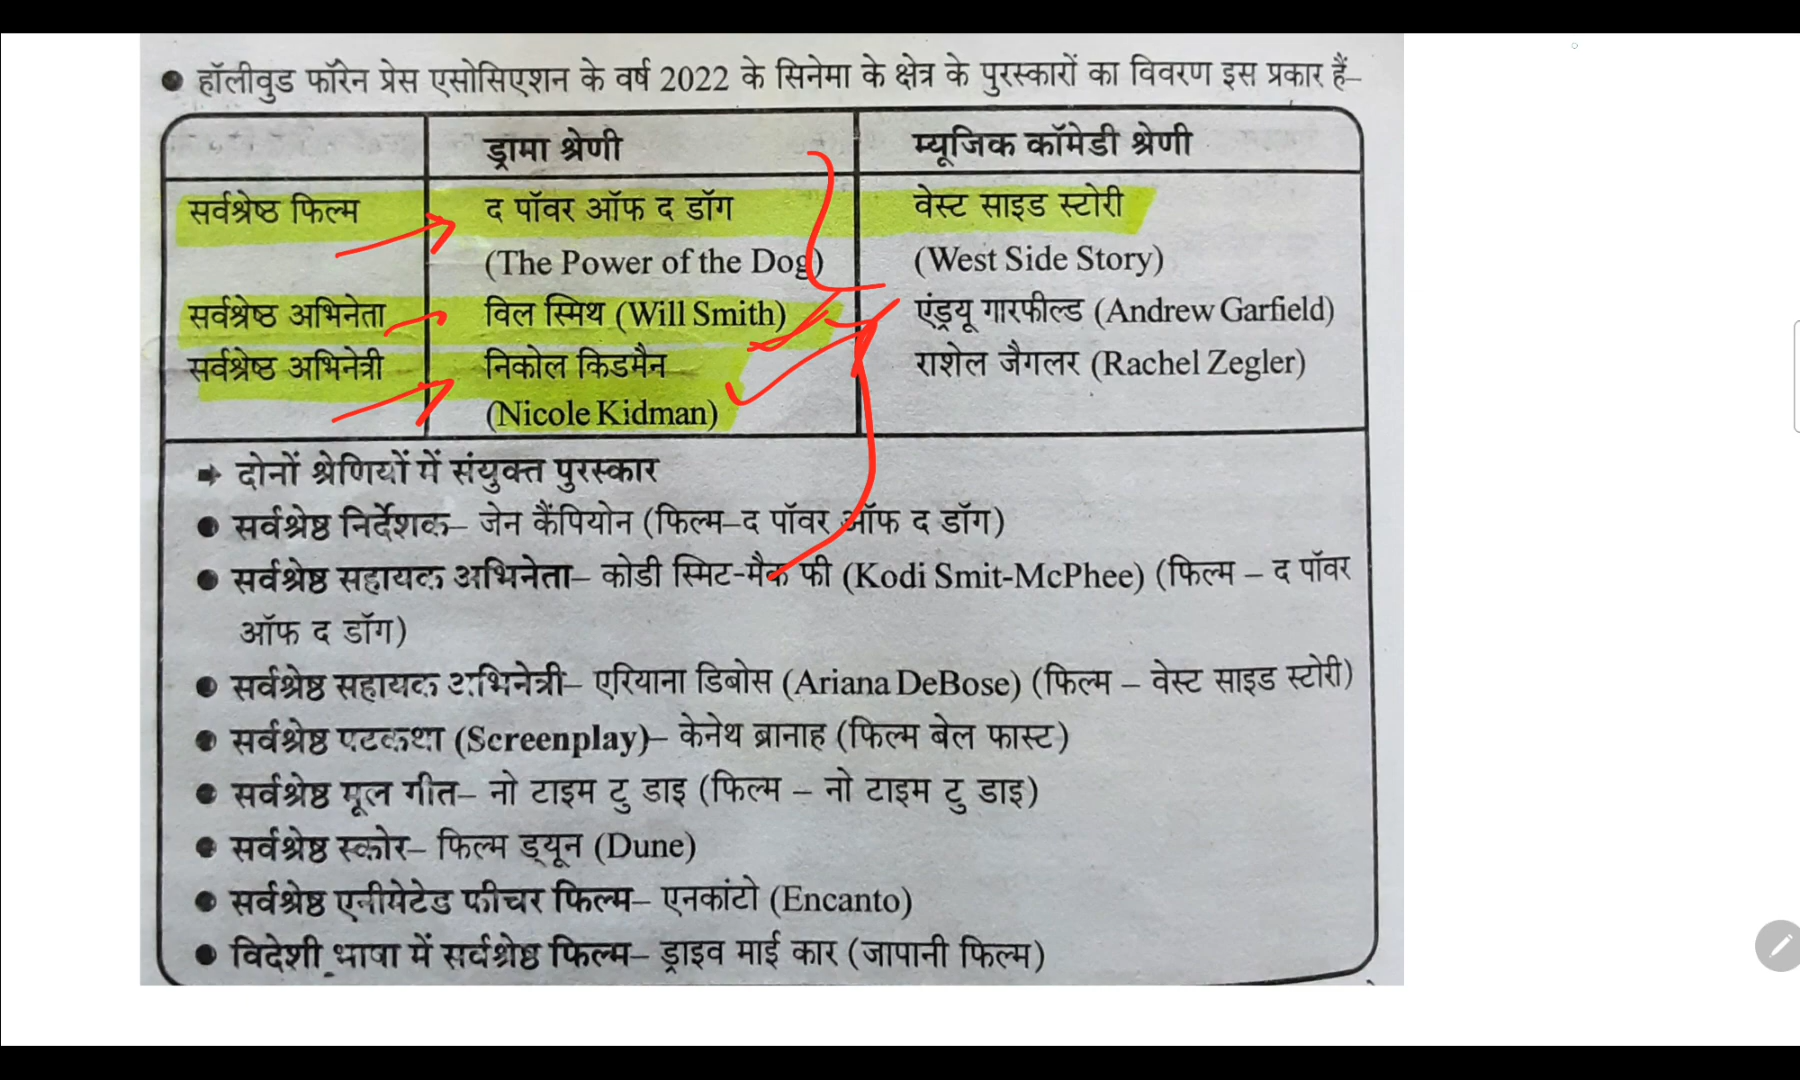 ● हॉलीवुड फॉरेन प्रेस एसोसिएशन के वर्ष 2022 के सिनेमा के क्षेत्र के पुरस्कारों का विवरण इस प्रकार हैं–
ड्रामा श्रेणी म्यूजिक कॉमेडी श्रेणी
सर्वश्रेष्ठ फिल्म द पॉवर ऑफ द डॉग वेस्ट साइड स्टोरी
(The Power of the Dog) (West Side Story)
सर्वश्रेष्ठ अभिनेता विल स्मिथ (Will Smith) एंड्रयू गारफील्ड (Andrew Garfield)
सर्वश्रेष्ठ अभिनेत्री निकोल किडमैन राशेल जैगलर (Rachel Zegler)
(Nicole Kidman)
➡ दोनों श्रेणियों में संयुक्त पुरस्कार
● सर्वश्रेष्ठ निर्देशक– जेन कैंपियोन (फिल्म–द पॉवर ऑफ द डॉग)
● सर्वश्रेष्ठ सहायक अभिनेता– कोडी स्मिट-मैक फी (Kodi Smit-McPhee) (फिल्म – द पॉवर
ऑफ द डॉग)
● सर्वश्रेष्ठ सहायक अभिनेत्री– एरियाना डिबोस (Ariana DeBose) (फिल्म – वेस्ट साइड स्टोरी)
● सर्वश्रेष्ठ पटकथा (Screenplay)– केनेथ ब्रानाह (फिल्म बेल फास्ट)
● सर्वश्रेष्ठ मूल गीत– नो टाइम टु डाइ (फिल्म – नो टाइम टु डाइ)
● सर्वश्रेष्ठ स्कोर– फिल्म ड्यून (Dune)
● सर्वश्रेष्ठ एनीमेटेड फीचर फिल्म– एनकांटो (Encanto)
● विदेशी भाषा में सर्वश्रेष्ठ फिल्म– ड्राइव माई कार (जापानी फिल्म)